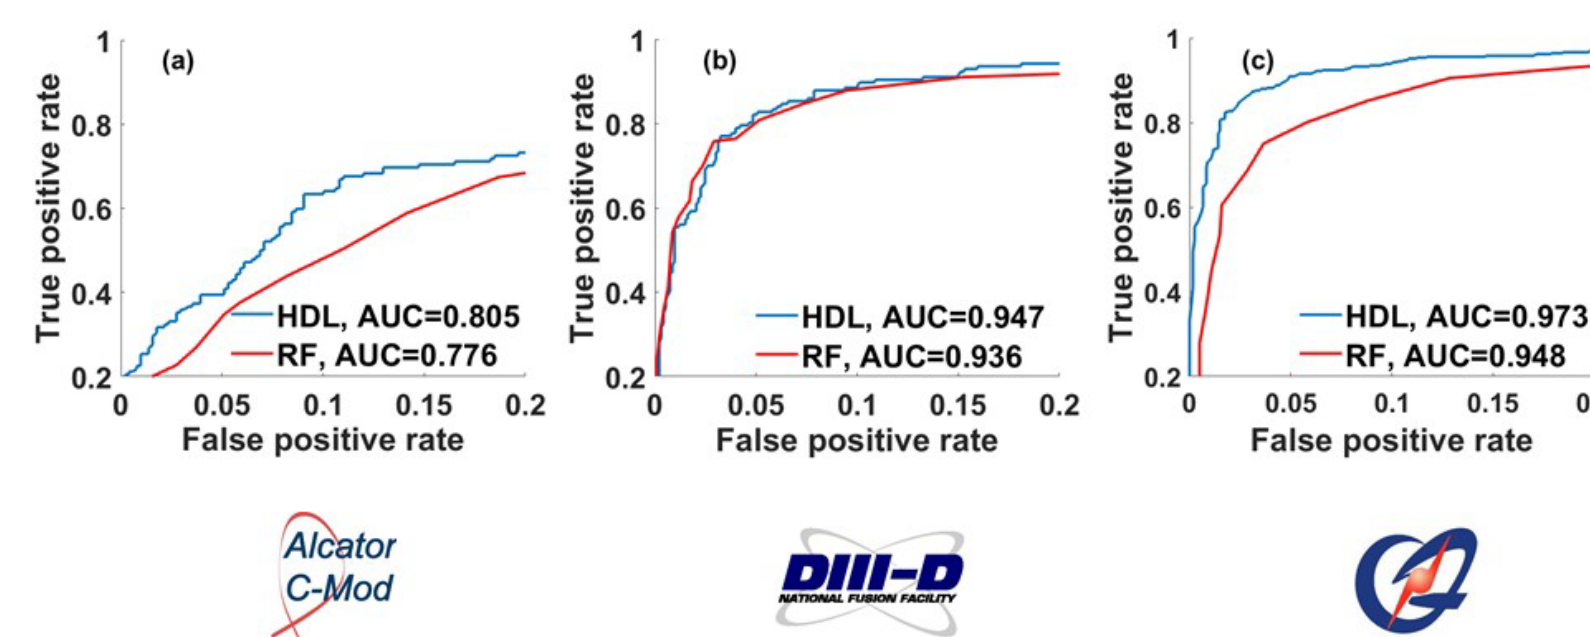 (a)
True positive rate
1
0.8
0.6
0.4
0.2
HDL, AUC=0.805
RF, AUC=0.776
0 0.05 0.1 0.15 0.2
False positive rate
(b)
True positive rate
1
0.8
0.6
0.4
0.2
HDL, AUC=0.947
RF, AUC=0.936
0 0.05 0.1 0.15 0.2
False positive rate
(c)
True positive rate
1
0.8
0.6
0.4
0.2
HDL, AUC=0.973
RF, AUC=0.948
0 0.05 0.1 0.15
False positive rate
Alcator
C-Mod
DIII-D
NATIONAL FUSION FACILITY